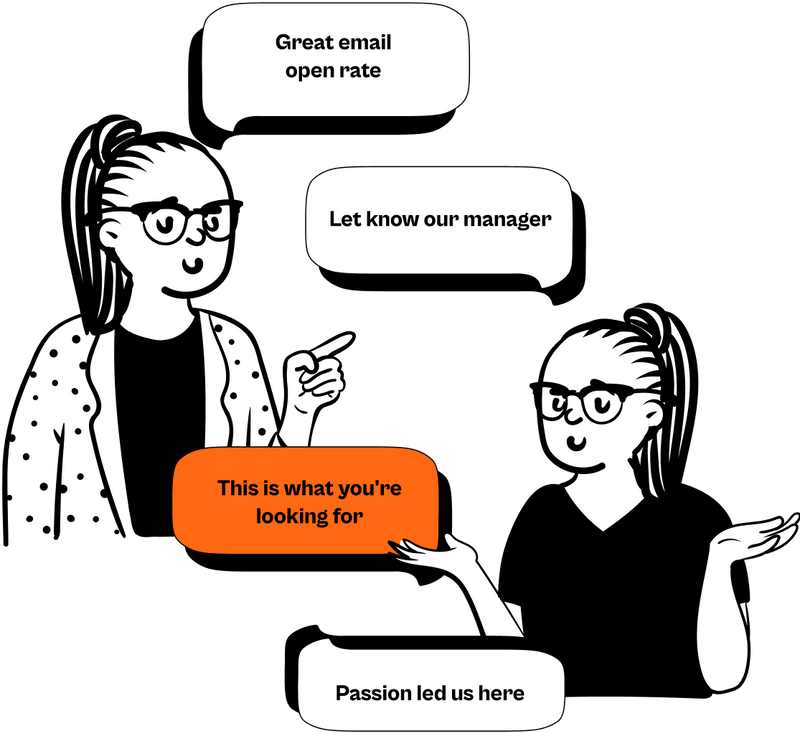 Great email
open rate
Let know our manager
This is what you're
looking for
Passion led us here